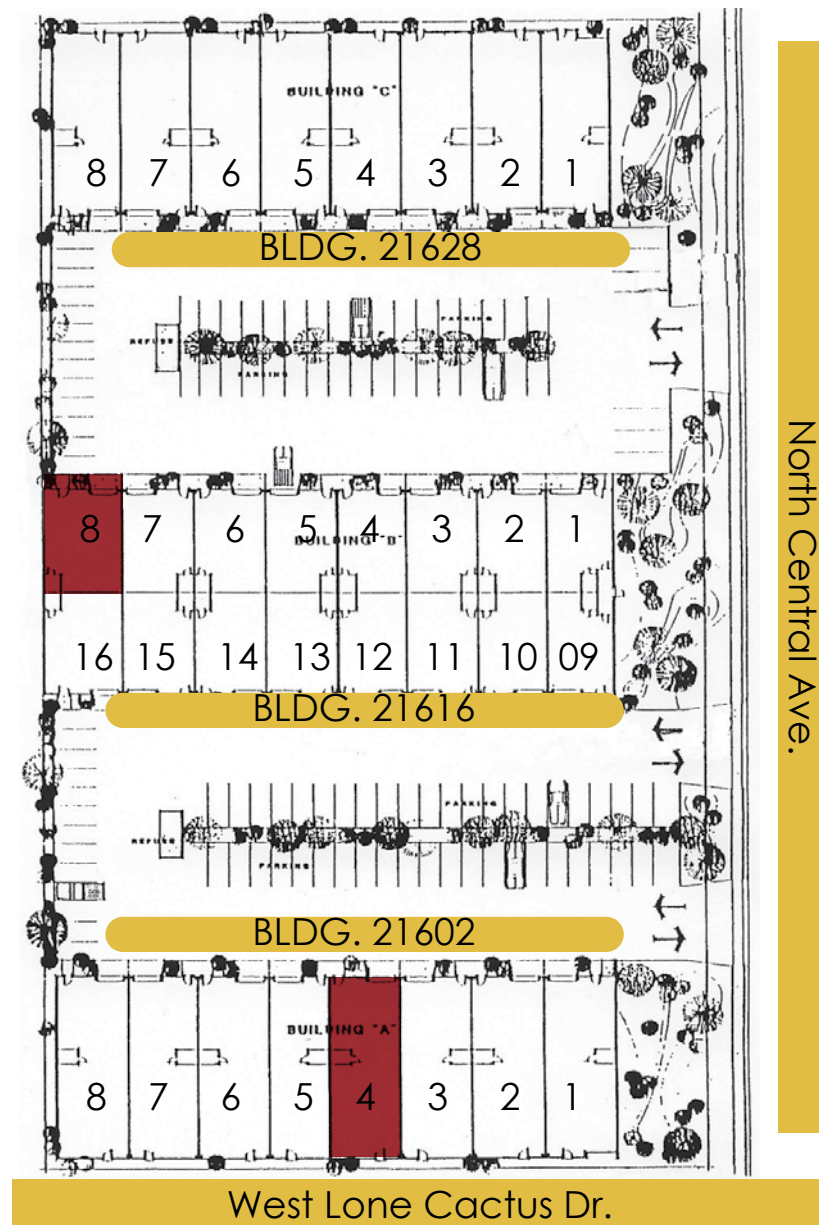 BUILDING "C"
8 7 6 5 4 3 2 1
BLDG. 21628
PARKING
REFUSE
PARKING
North Central Ave.
8 7 6 5 4 3 2 1
BUILDING "B"
16 15 14 13 12 11 10 09
BLDG. 21616
PARKING
REFUSE
PARKING
BLDG. 21602
BUILDING "A"
8 7 6 5 4 3 2 1
West Lone Cactus Dr.